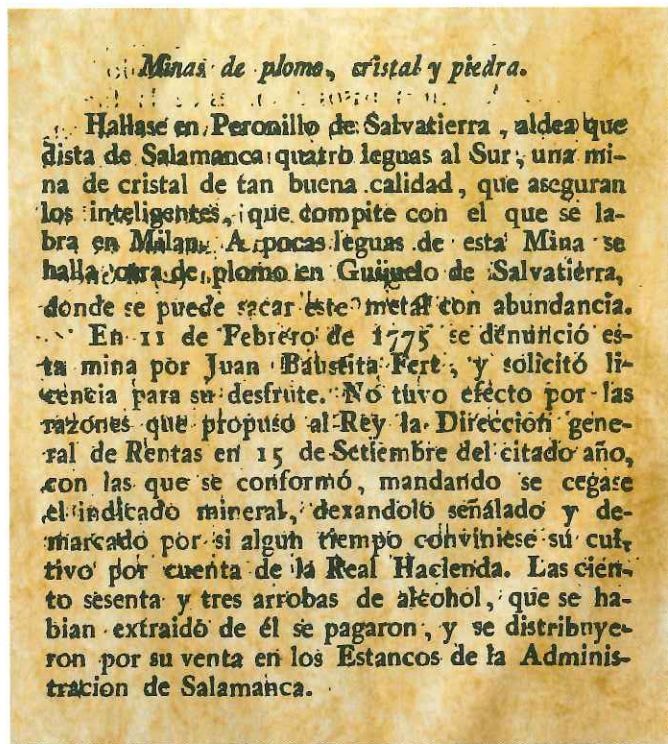 Minas de plomo, cristal y piedra.
Hallase en Peronillo de Salvatierra, aldea que
dista de Salamanca quatro leguas al Sur, una mi-
na de cristal de tan buena calidad, que aseguran
los inteligentes, que compite con el que se la-
bra en Milan. A pocas leguas de esta Mina se
halla otra de plomo en Guijuelo de Salvatierra,
donde se puede sacar este metal con abundancia.
En 11 de Febrero de 1775 se denunció es-
ta mina por Juan Bautista Fert, y solicitó li-
cencia para su desfrute. No tuvo efecto por las
razones que propuso al Rey la Direccion gene-
ral de Rentas en 15 de Setiembre del citado año,
con las que se conformó, mandando se cegase
el indicado mineral, dexandolo señalado y de-
marcado por si algun tiempo conviniese su cul-
tivo por cuenta de la Real Hacienda. Las cien-
to sesenta y tres arrobas de alcohol, que se ha-
bian extraido de él se pagaron, y se distribuye-
ron por su venta en los Estancos de la Adminis-
tracion de Salamanca.